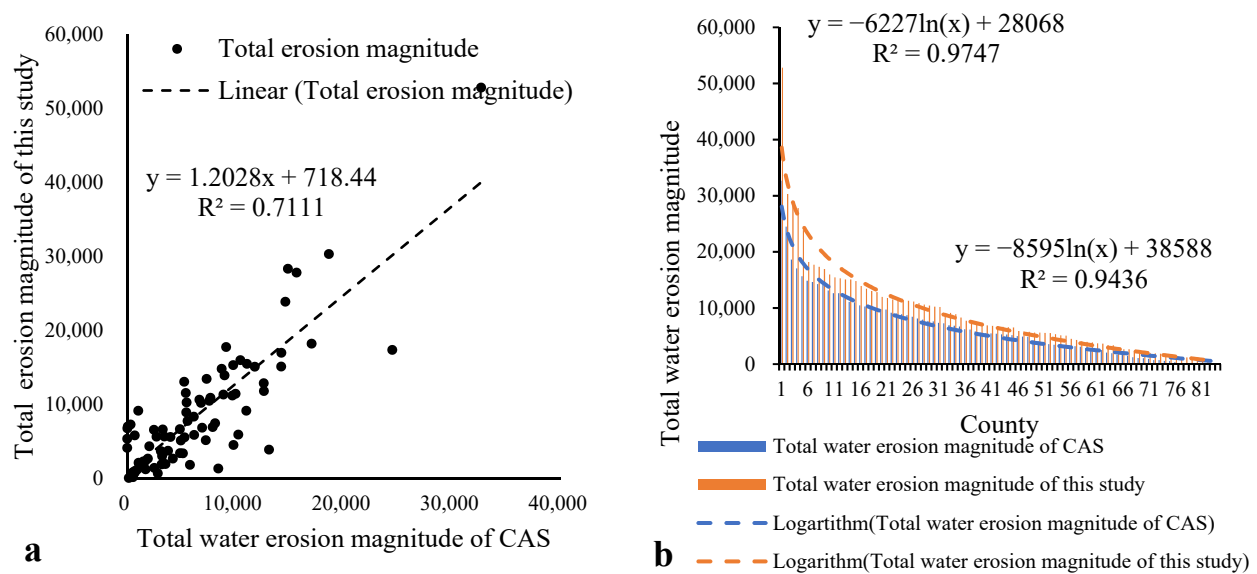 60,000
50,000
40,000
30,000
20,000
10,000
0
Total erosion magnitude of this study
Total erosion magnitude
Linear (Total erosion magnitude)
y = 1.2028x + 718.44
R² = 0.7111
0 10,000 20,000 30,000 40,000
Total water erosion magnitude of CAS
a
60,000
50,000
40,000
30,000
20,000
10,000
0
Total water erosion magnitude
y = −6227ln(x) + 28068
R² = 0.9747
y = −8595ln(x) + 38588
R² = 0.9436
1 6 11 16 21 26 31 36 41 46 51 56 61 66 71 76 81
County
Total water erosion magnitude of CAS
Total water erosion magnitude of this study
Logartithm(Total water erosion magnitude of CAS)
Logarithm(Total water erosion magnitude of this study)
b